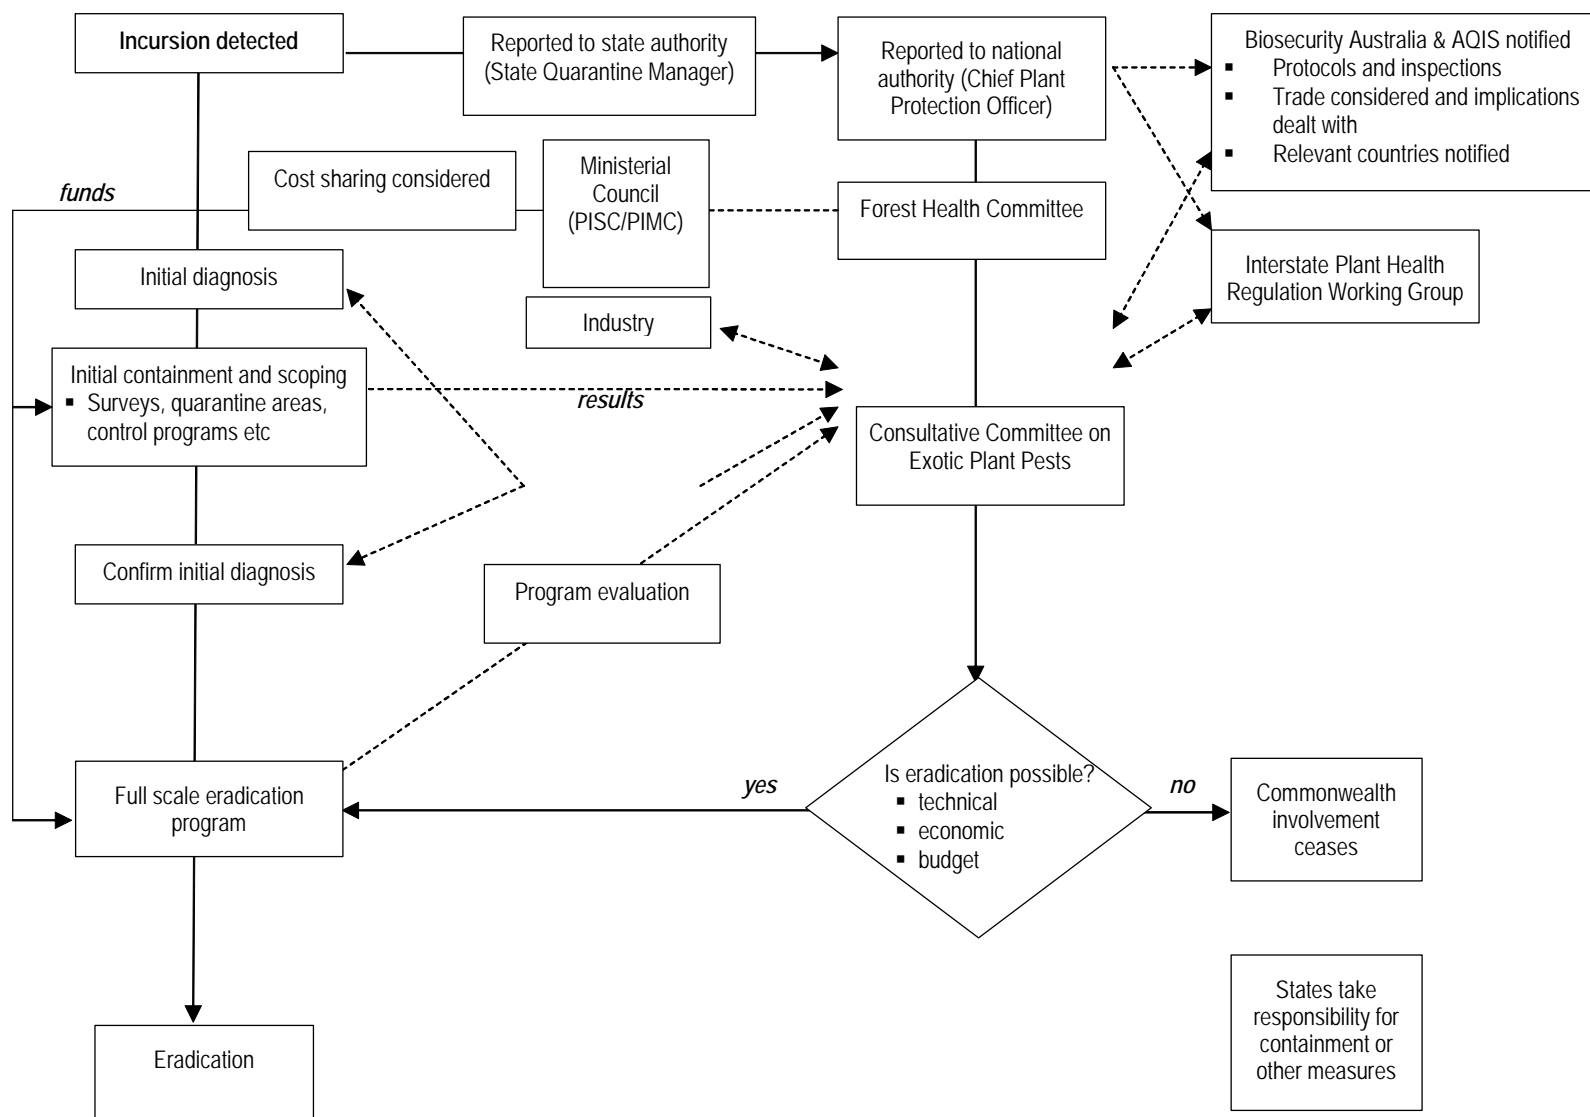 Incursion detected
Reported to state authority
(State Quarantine Manager)
Reported to national
authority (Chief Plant
Protection Officer)
Biosecurity Australia & AQIS notified
▪ Protocols and inspections
▪ Trade considered and implications
dealt with
▪ Relevant countries notified
funds
Cost sharing considered
Ministerial
Council
(PISC/PIMC)
Forest Health Committee
Initial diagnosis
Industry
Interstate Plant Health
Regulation Working Group
Initial containment and scoping
▪ Surveys, quarantine areas,
control programs etc
results
Consultative Committee on
Exotic Plant Pests
Confirm initial diagnosis
Program evaluation
Full scale eradication
program
yes
Is eradication possible?
▪ technical
▪ economic
▪ budget
no
Commonwealth
involvement
ceases
Eradication
States take
responsibility for
containment or
other measures